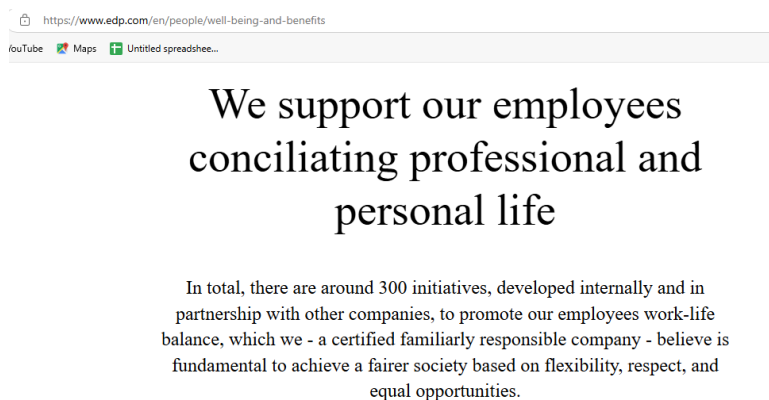 https://www.edp.com/en/people/well-being-and-benefits
YouTube Maps Untitled spreadshee...
We support our employees
conciliating professional and
personal life
In total, there are around 300 initiatives, developed internally and in
partnership with other companies, to promote our employees work-life
balance, which we - a certified familiarly responsible company - believe is
fundamental to achieve a fairer society based on flexibility, respect, and
equal opportunities.